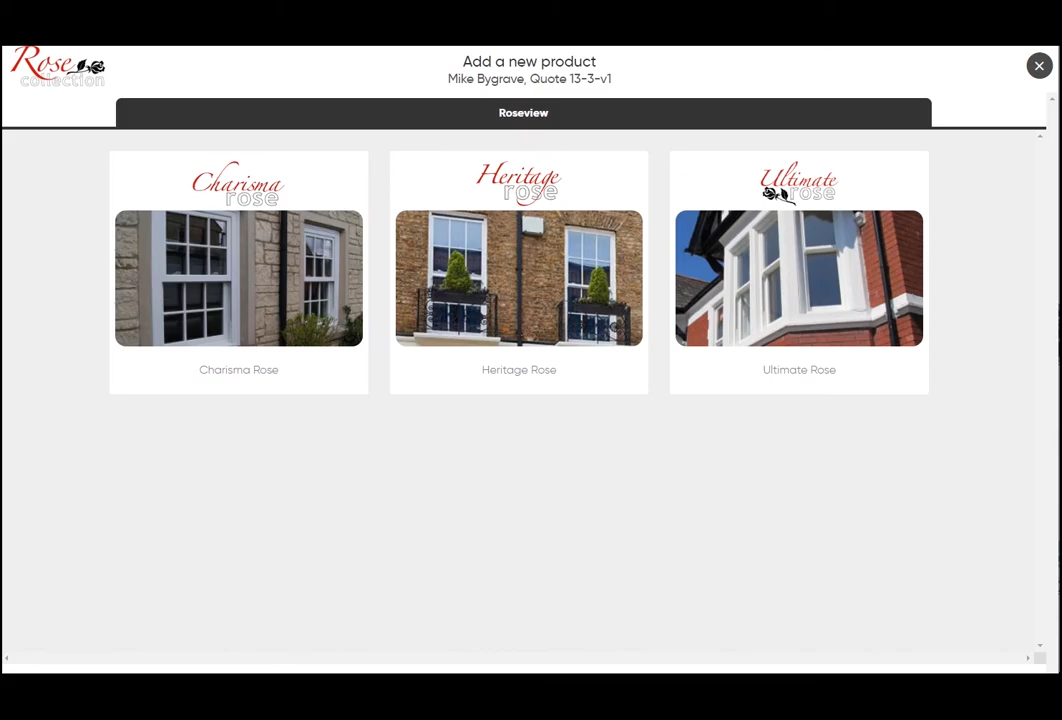 Rose
collection
Add a new product
Mike Bygrave, Quote 13-3-v1
Roseview
Charisma
rose
Heritage
rose
Ultimate
rose
Charisma Rose
Heritage Rose
Ultimate Rose